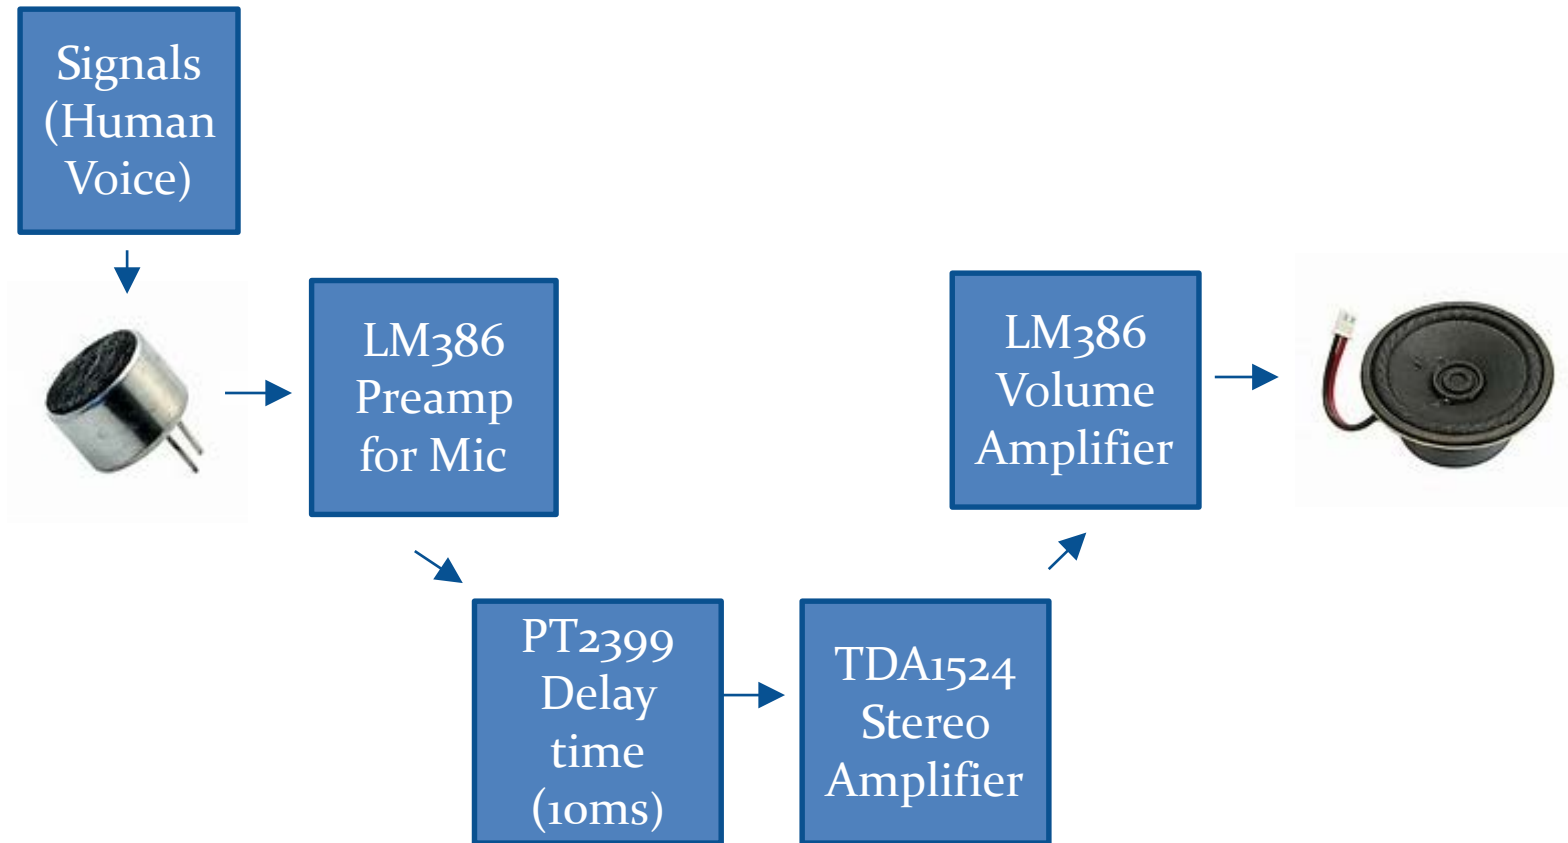 Signals
(Human
Voice)
LM386
Preamp
for Mic
PT2399
Delay
time
(10ms)
TDA1524
Stereo
Amplifier
LM386
Volume
Amplifier